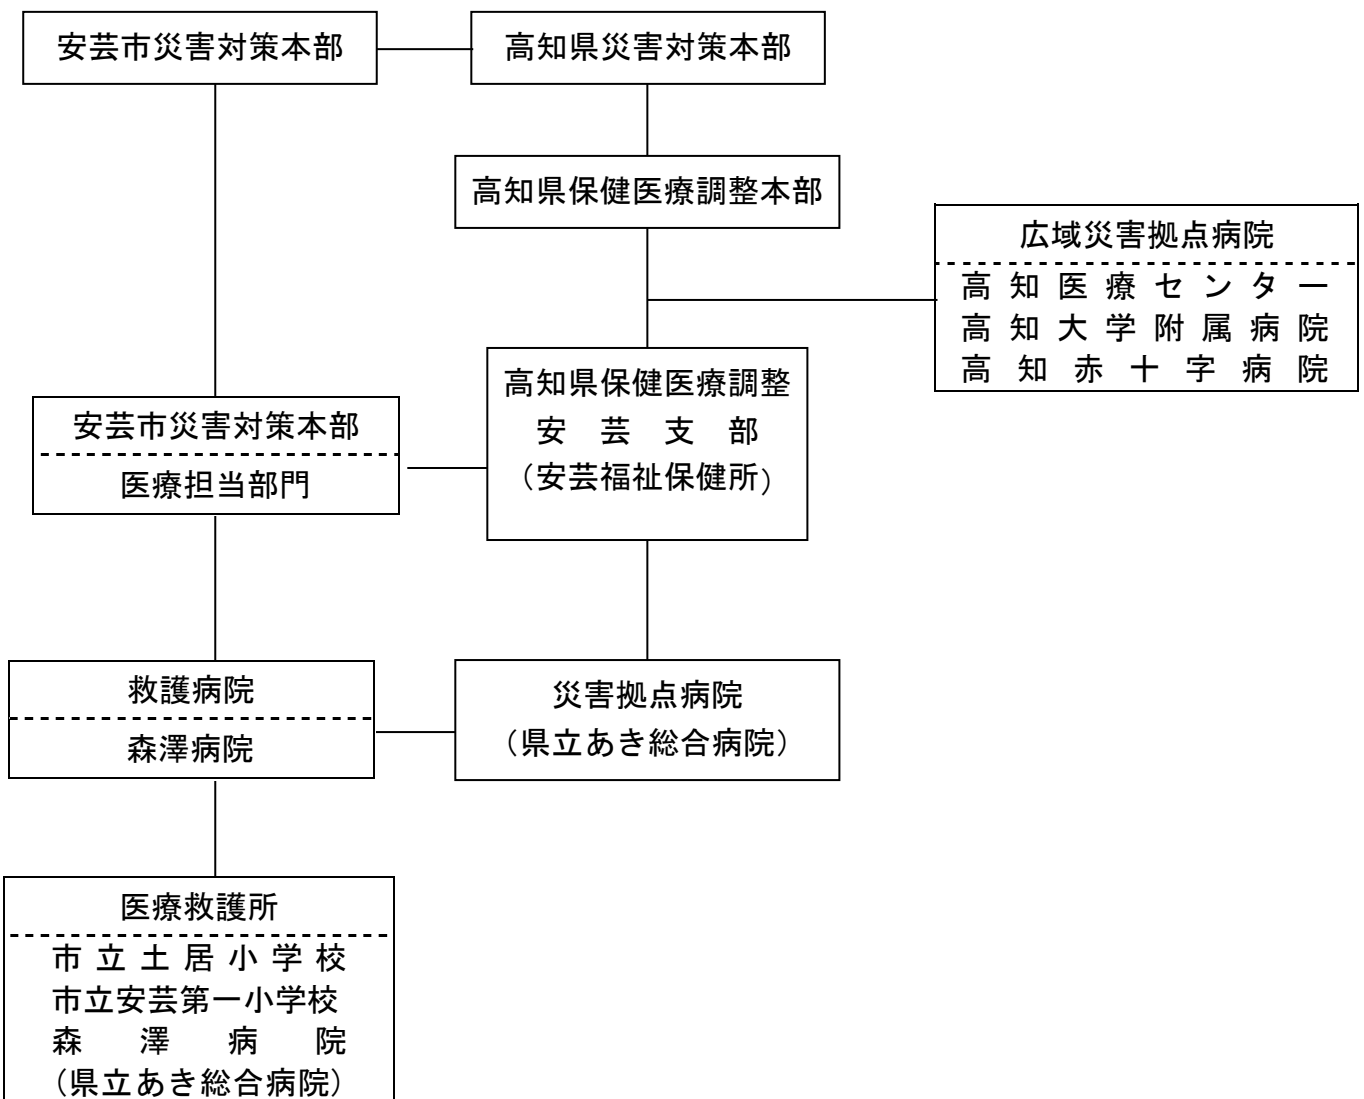 安芸市災害対策本部
高知県災害対策本部
高知県保健医療調整本部
広域災害拠点病院
高知医療センター
高知大学附属病院
高知赤十字病院
高知県保健医療調整
安芸支部
（安芸福祉保健所）
安芸市災害対策本部
医療担当部門
救護病院
森澤病院
災害拠点病院
（県立あき総合病院）
医療救護所
市立土居小学校
市立安芸第一小学校
森澤病院
（県立あき総合病院）